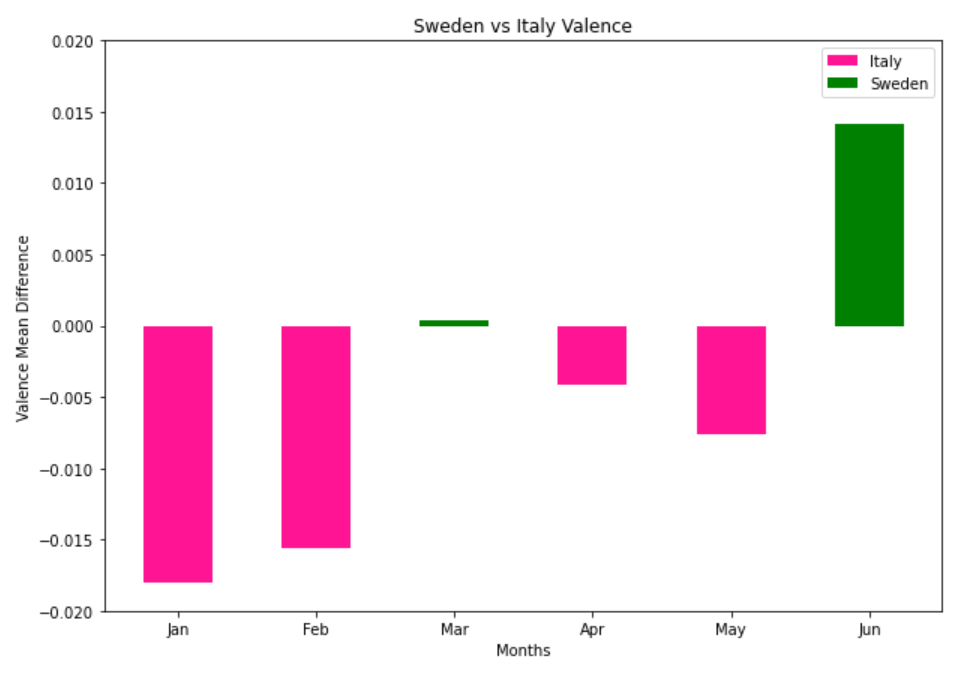 Sweden vs Italy Valence
Italy
Sweden
Valence Mean Difference
0.020
0.015
0.010
0.005
0.000
−0.005
−0.010
−0.015
−0.020
Jan Feb Mar Apr May Jun
Months